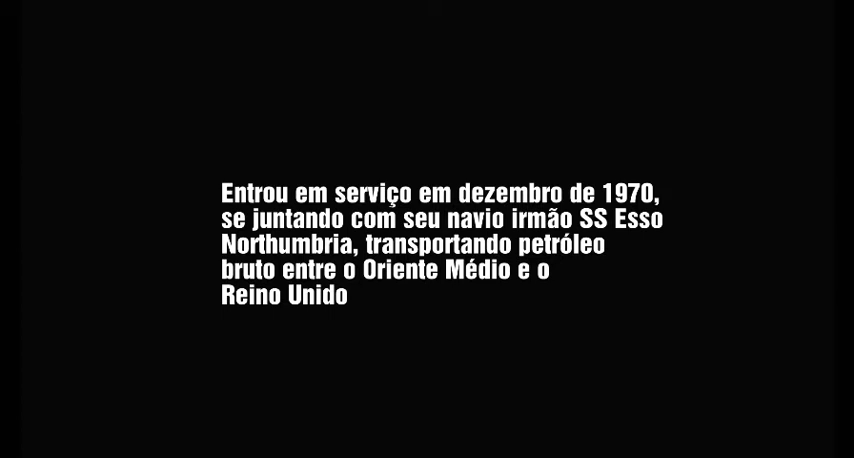 Entrou em serviço em dezembro de 1970,
se juntando com seu navio irmão SS Esso
Northumbria, transportando petróleo
bruto entre o Oriente Médio e o
Reino Unido